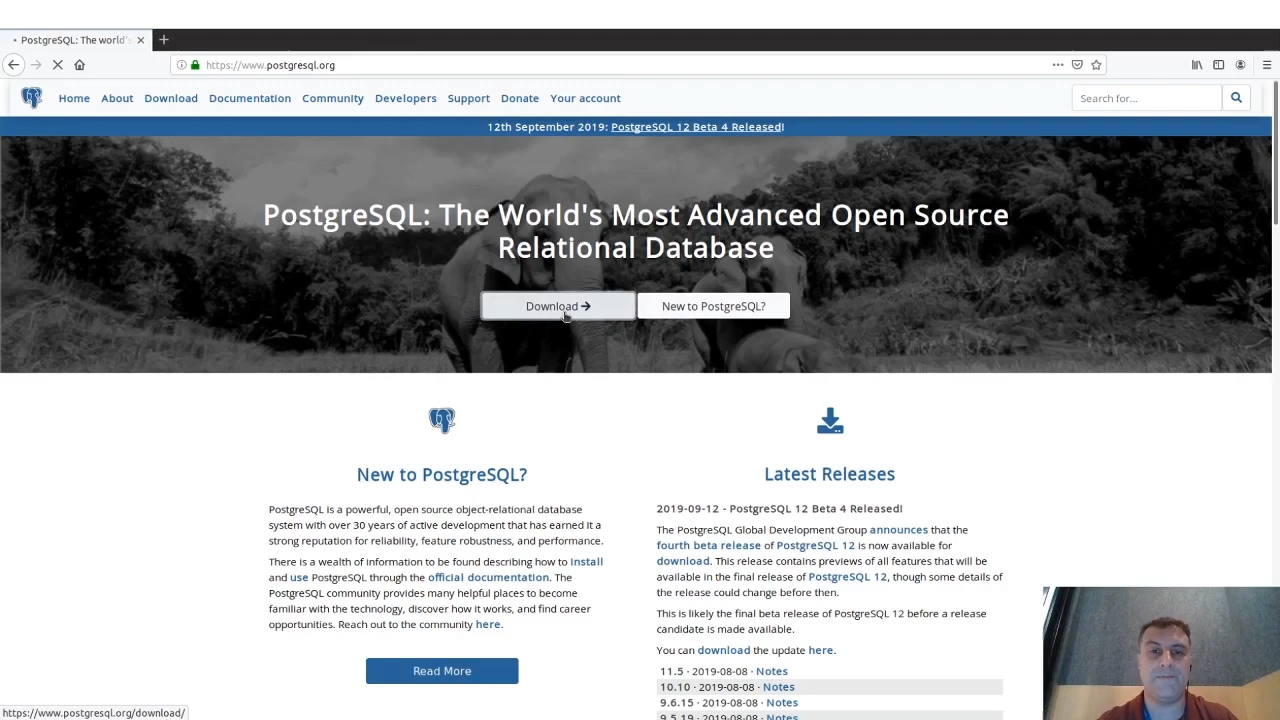 PostgreSQL: The world's
https://www.postgresql.org
Home About Download Documentation Community Developers Support Donate Your account
Search for...
12th September 2019: PostgreSQL 12 Beta 4 Released!
PostgreSQL: The World's Most Advanced Open Source
Relational Database
Download
New to PostgreSQL?
New to PostgreSQL?
PostgreSQL is a powerful, open source object-relational database
system with over 30 years of active development that has earned it a
strong reputation for reliability, feature robustness, and performance.
There is a wealth of information to be found describing how to install
and use PostgreSQL through the official documentation. The
PostgreSQL community provides many helpful places to become
familiar with the technology, discover how it works, and find career
opportunities. Reach out to the community here.
Read More
Latest Releases
2019-09-12 - PostgreSQL 12 Beta 4 Released!
The PostgreSQL Global Development Group announces that the
fourth beta release of PostgreSQL 12 is now available for
download. This release contains previews of all features that will be
available in the final release of PostgreSQL 12, though some details of
the release could change before then.
This is likely the final beta release of PostgreSQL 12 before a release
candidate is made available.
You can download the update here.
11.5 · 2019-08-08 · Notes
10.10 · 2019-08-08 · Notes
9.6.15 · 2019-08-08 · Notes
9.5.19 · 2019-08-08 · Notes
https://www.postgresql.org/download/